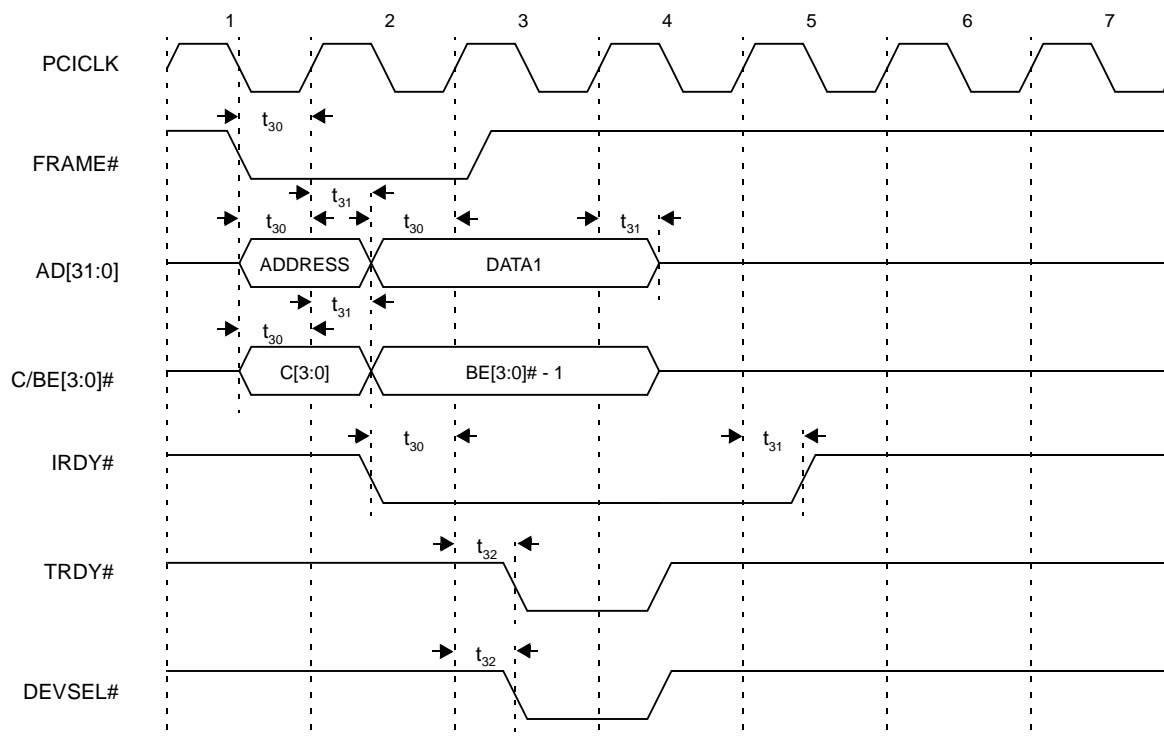 1 2 3 4 5 6 7
PCICLK
t30
FRAME#
t31
t30 t30 t31
AD[31:0] ADDRESS DATA1
t31
t30
C/BE[3:0]# C[3:0] BE[3:0]# - 1
t30 t31
IRDY#
t32
TRDY#
t32
DEVSEL#